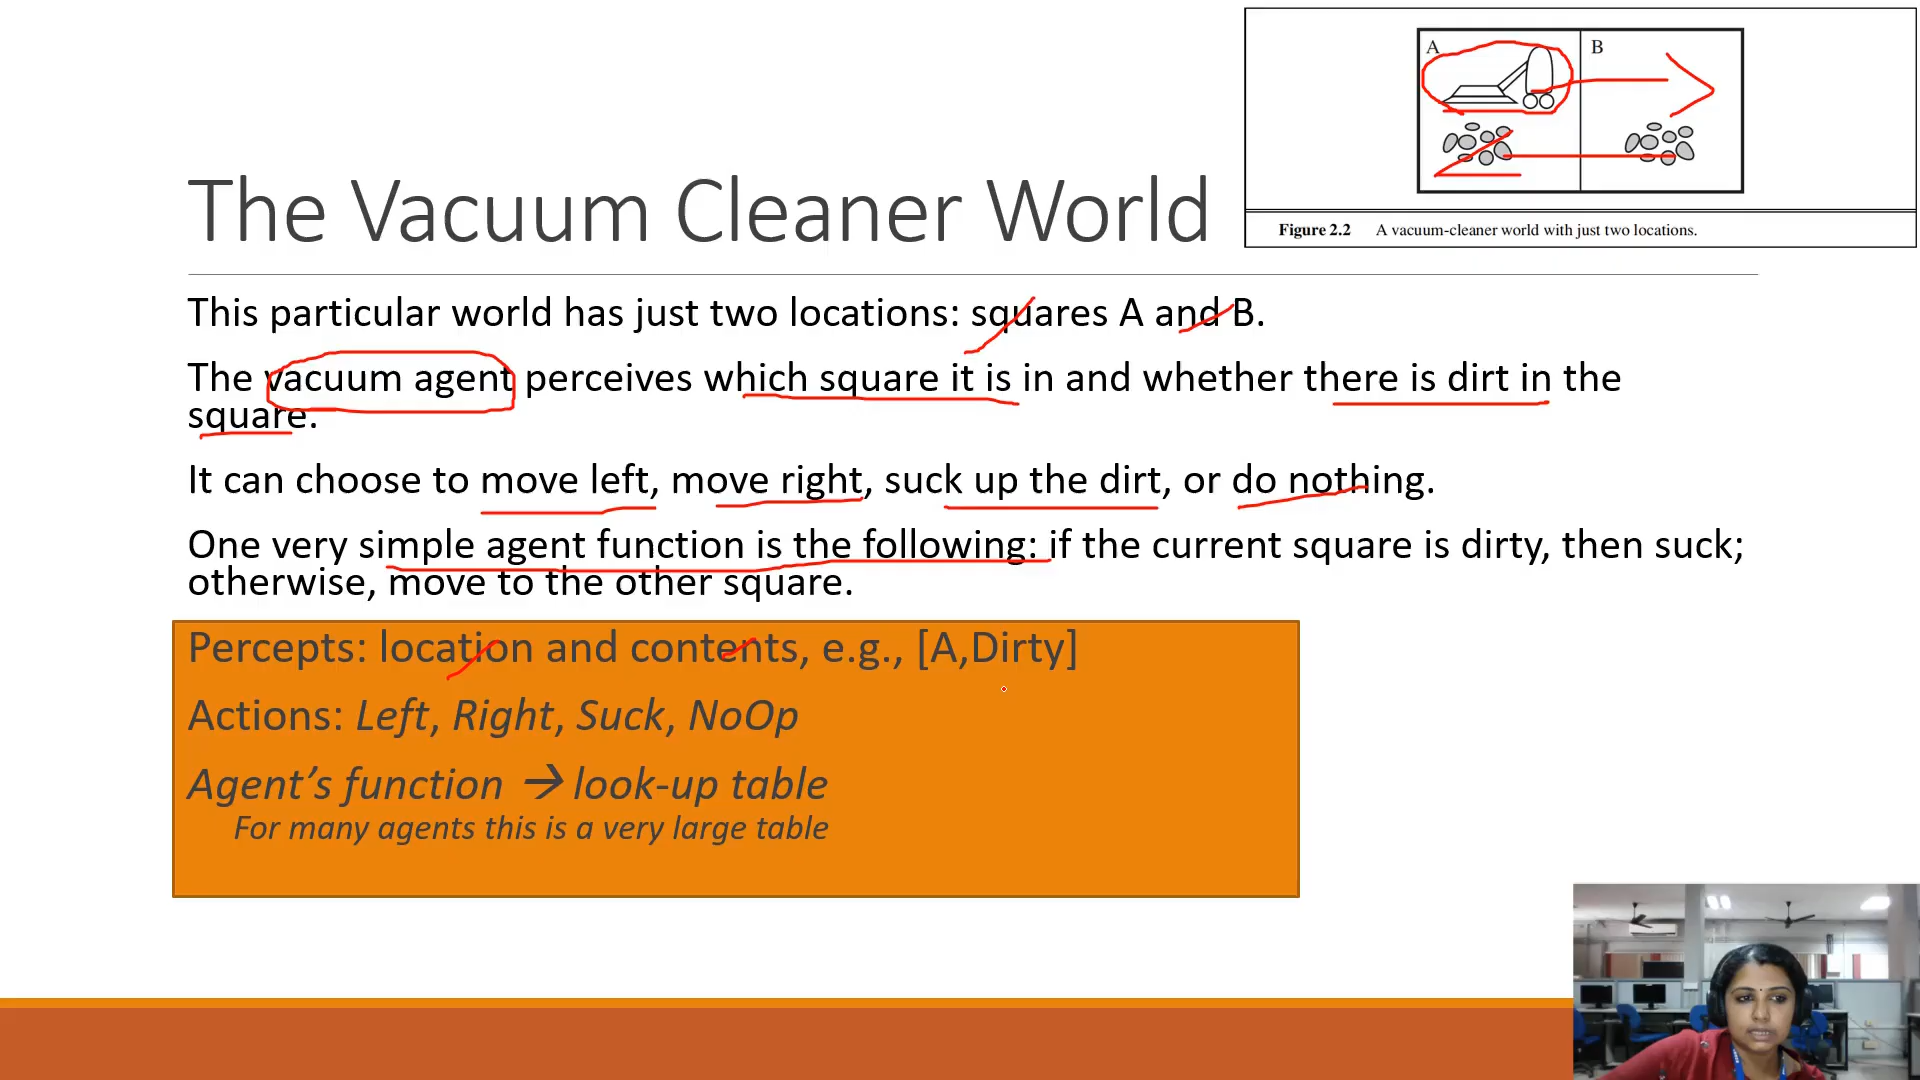 A
B
Figure 2.2 A vacuum-cleaner world with just two locations.
The Vacuum Cleaner World
This particular world has just two locations: squares A and B.
The vacuum agent perceives which square it is in and whether there is dirt in the
square.
It can choose to move left, move right, suck up the dirt, or do nothing.
One very simple agent function is the following: if the current square is dirty, then suck;
otherwise, move to the other square.
Percepts: location and contents, e.g., [A,Dirty]
Actions: Left, Right, Suck, NoOp
Agent’s function → look-up table
For many agents this is a very large table